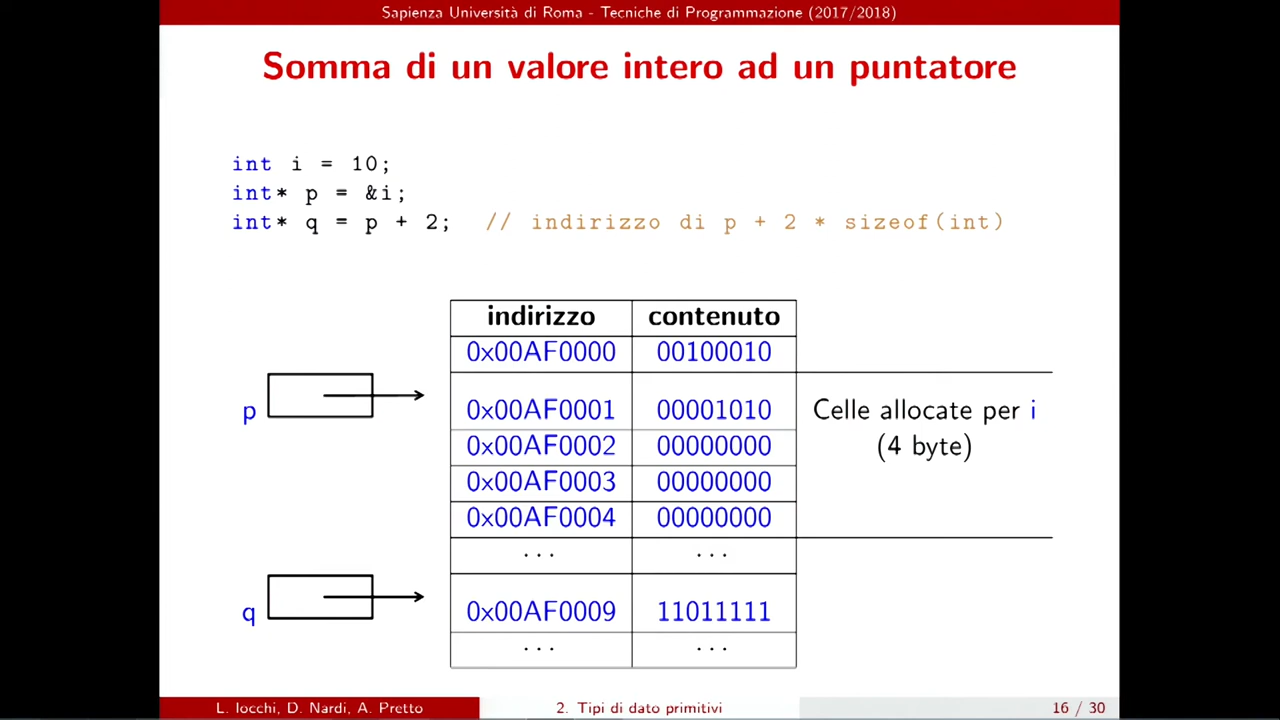 Sapienza Università di Roma - Tecniche di Programmazione (2017/2018)
Somma di un valore intero ad un puntatore
int i = 10;
int* p = &i;
int* q = p + 2; // indirizzo di p + 2 * sizeof(int)
indirizzo contenuto
0x00AF0000 00100010
p 0x00AF0001 00001010 Celle allocate per i
0x00AF0002 00000000 (4 byte)
0x00AF0003 00000000
0x00AF0004 00000000
... ...
q 0x00AF0009 11011111
... ...
L. Iocchi, D. Nardi, A. Pretto 2. Tipi di dato primitivi 16 / 30